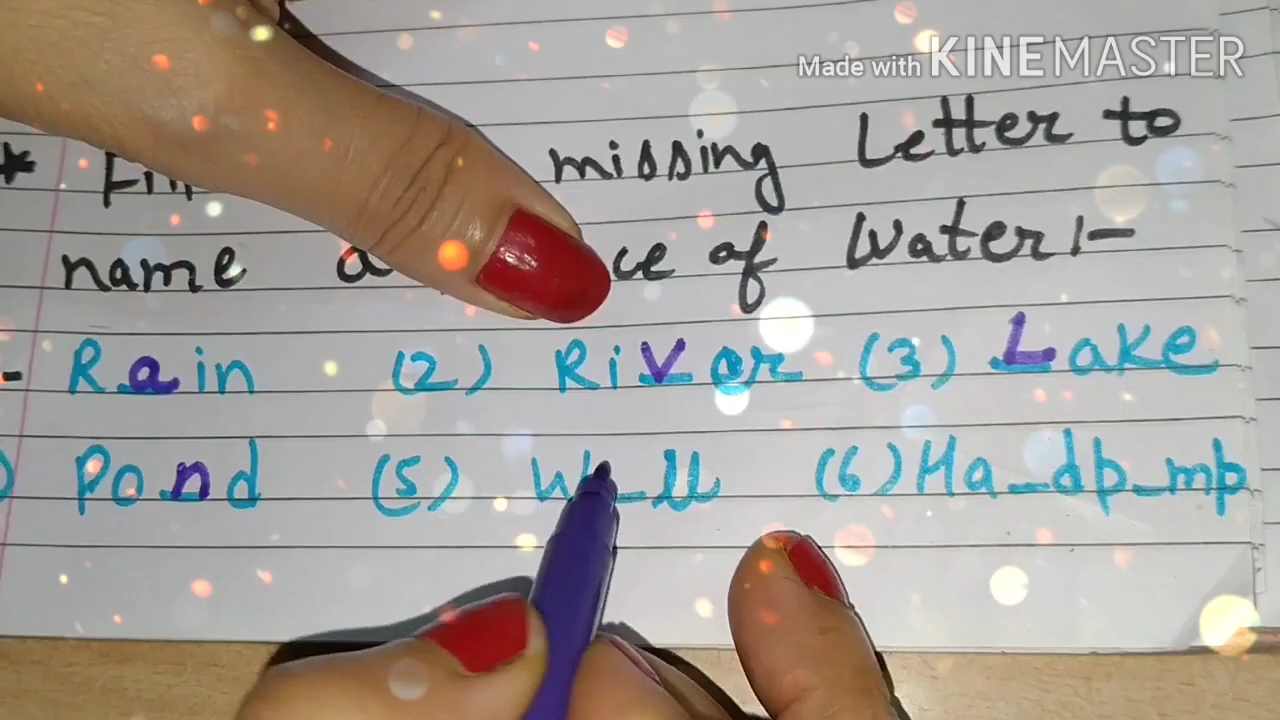 Made with KINEMASTER
* missing Letter to
name of Water:-
- Rain (2) River (3) Lake
) Pond (5) W_ll (6) Ha_dp_mp